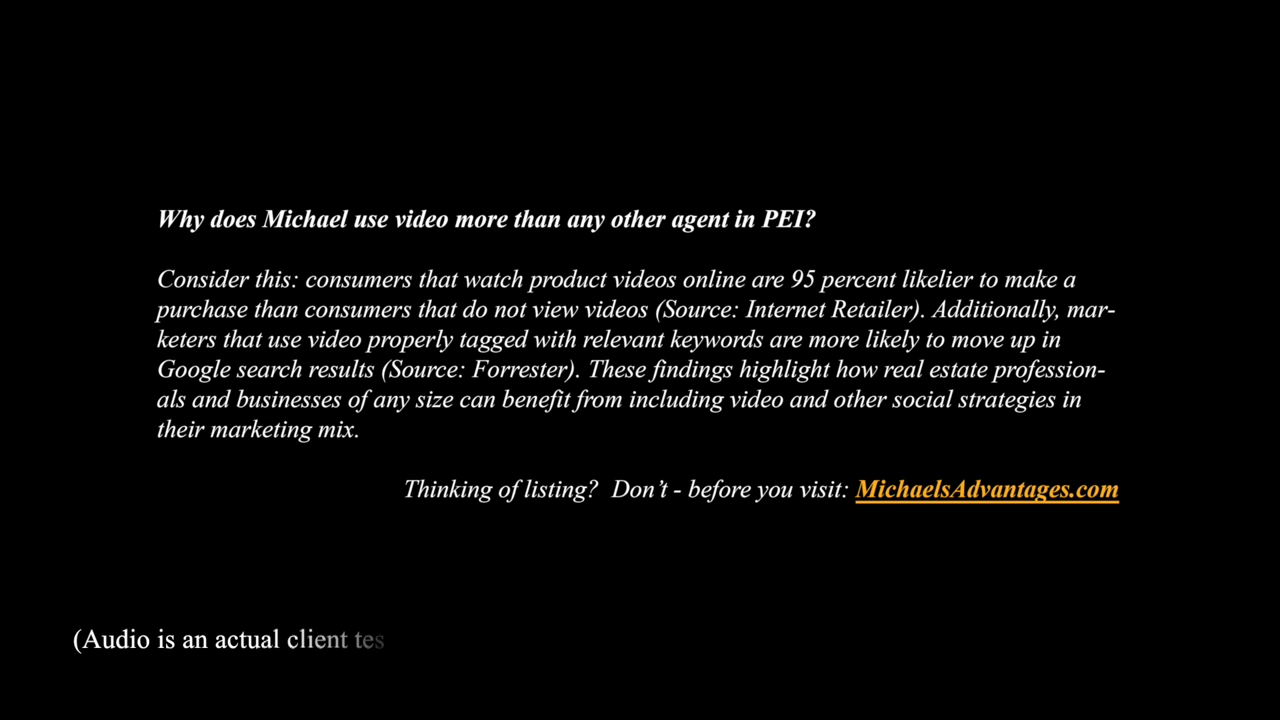 Why does Michael use video more than any other agent in PEI?
Consider this: consumers that watch product videos online are 95 percent likelier to make a
purchase than consumers that do not view videos (Source: Internet Retailer). Additionally, mar-
keters that use video properly tagged with relevant keywords are more likely to move up in
Google search results (Source: Forrester). These findings highlight how real estate profession-
als and businesses of any size can benefit from including video and other social strategies in
their marketing mix.
Thinking of listing?  Don’t - before you visit: MichaelsAdvantages.com
(Audio is an actual client tes